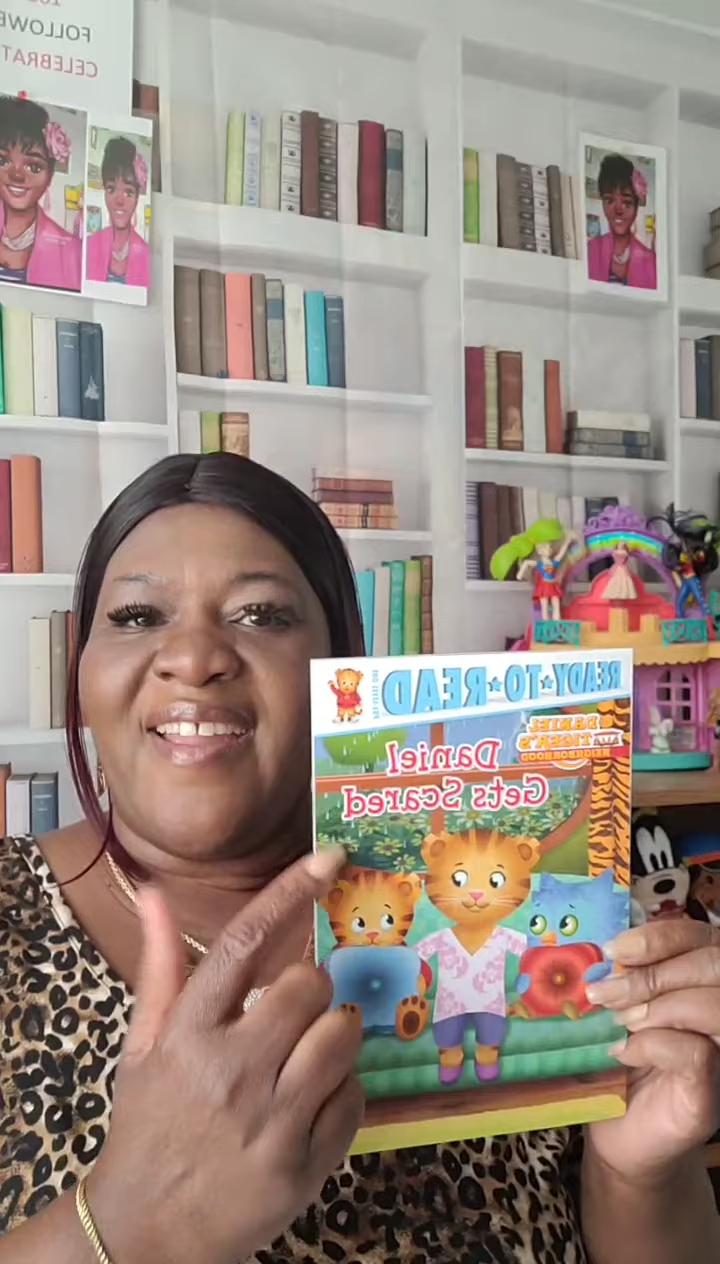 FOLLOWE
CELEBRAT
READY-TO-READ
DANIEL
TIGER'S
NEIGHBORHOOD
Daniel
Gets Scared